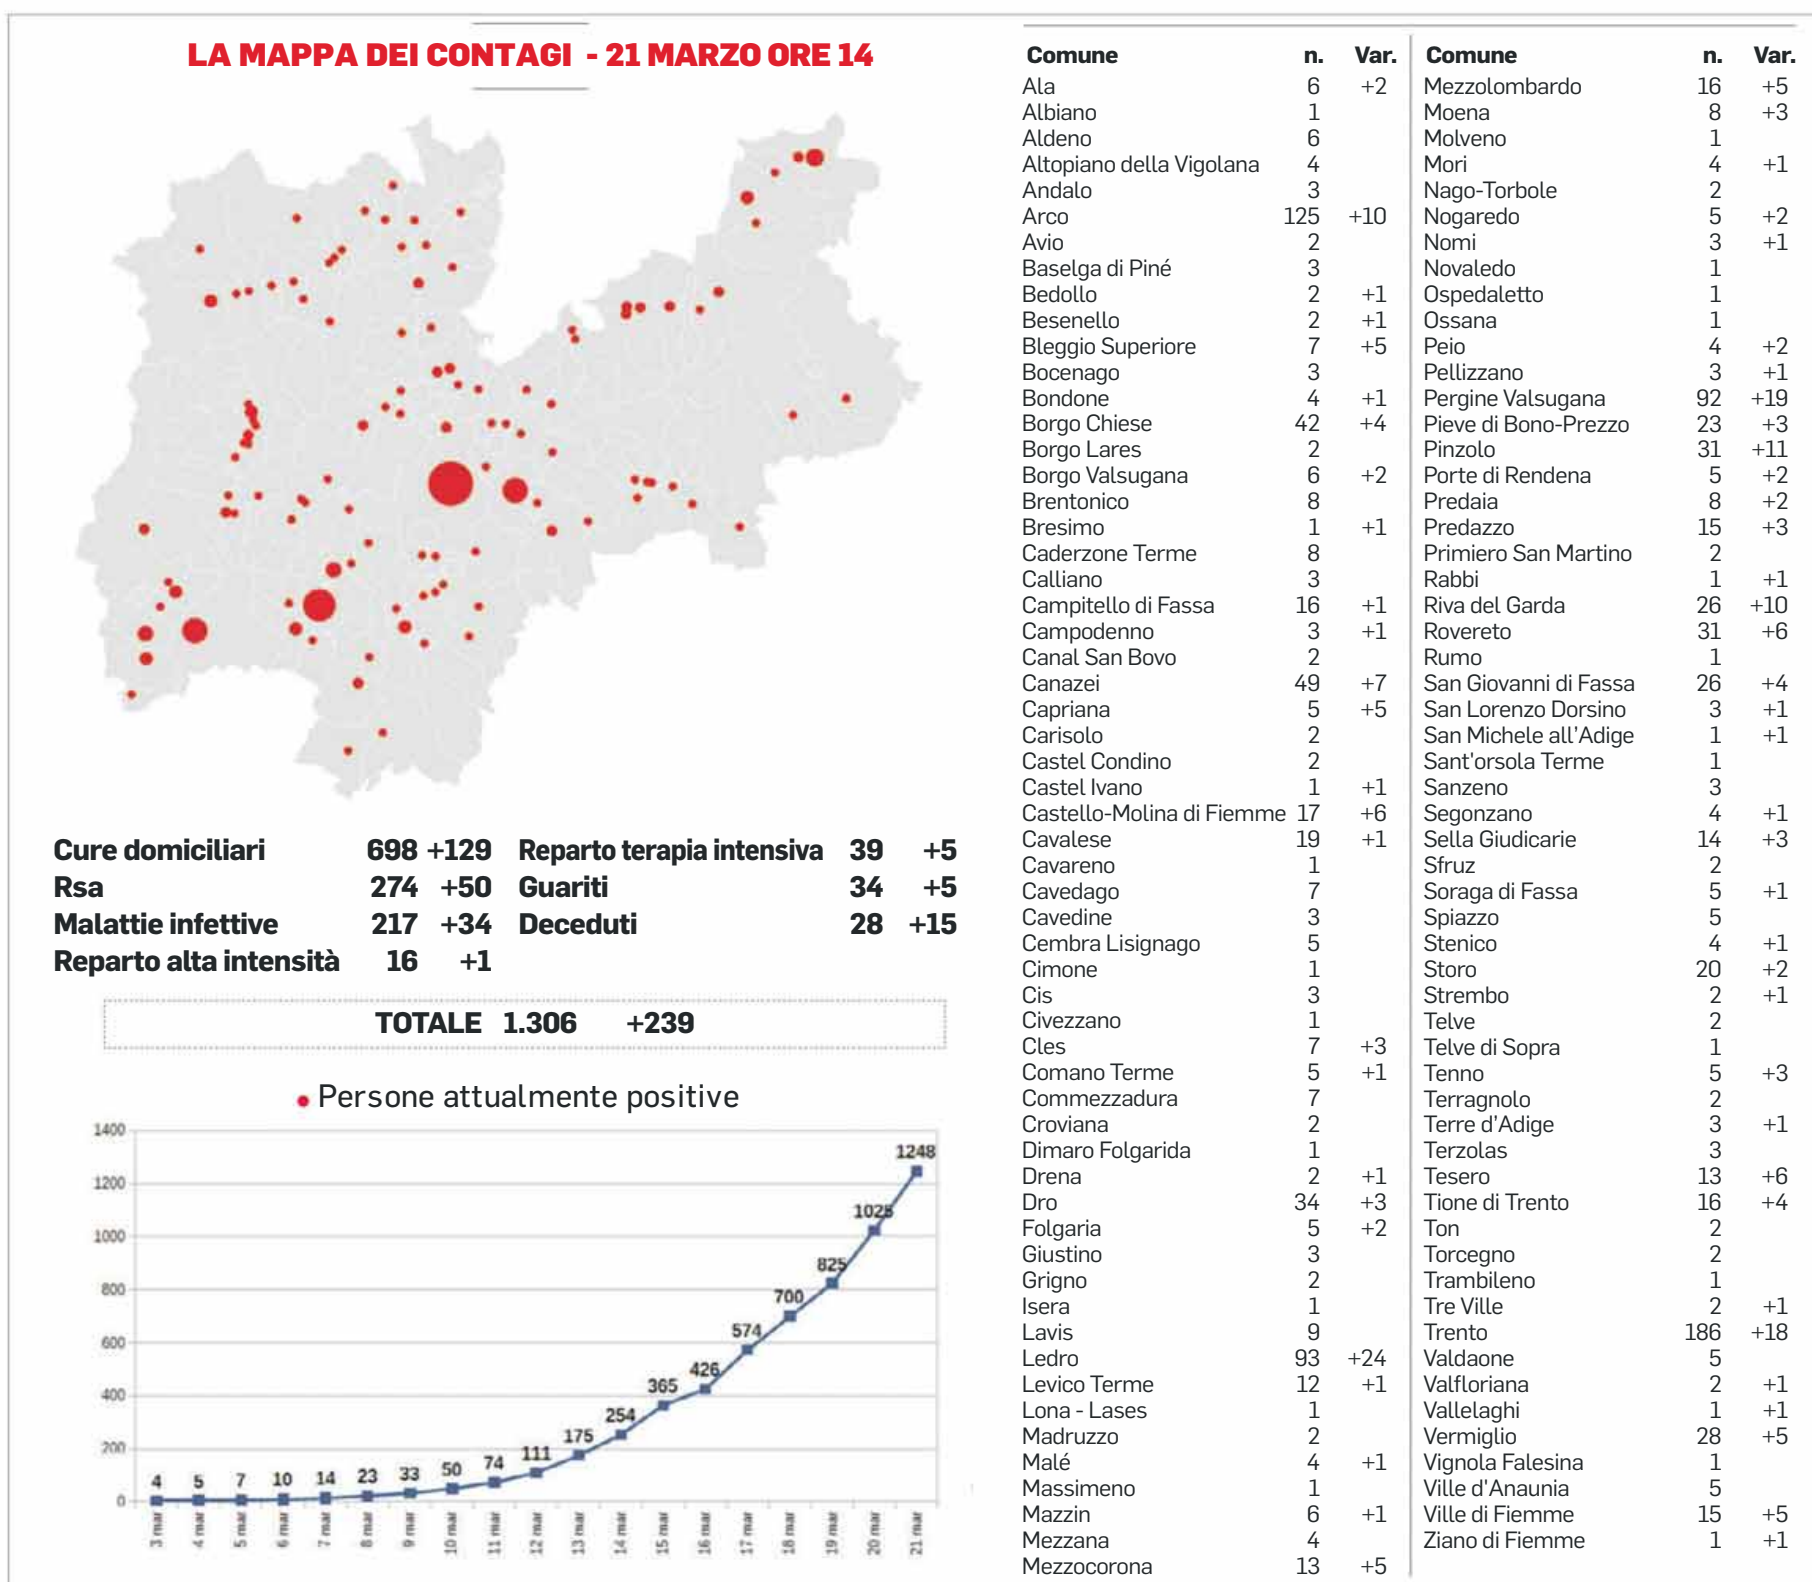 LA MAPPA DEI CONTAGI - 21 MARZO ORE 14
Cure domiciliari 698 +129 Reparto terapia intensiva 39 +5
Rsa 274 +50 Guariti 34 +5
Malattie infettive 217 +34 Deceduti 28 +15
Reparto alta intensità 16 +1
TOTALE 1.306 +239
Persone attualmente positive
1400
1200
1000
800
600
400
200
0
4 5 7 10 14 23 33 50 74 111 175 254 365 426 574 700 825 1025 1248
3 mar 4 mar 5 mar 6 mar 7 mar 8 mar 9 mar 10 mar 11 mar 12 mar 13 mar 14 mar 15 mar 16 mar 17 mar 18 mar 19 mar 20 mar 21 mar
Comune n. Var.
Ala 6 +2
Albiano 1
Aldeno 6
Altopiano della Vigolana 4
Andalo 3
Arco 125 +10
Avio 2
Baselga di Piné 3
Bedollo 2 +1
Besenello 2 +1
Bleggio Superiore 7 +5
Bocenago 3
Bondone 4 +1
Borgo Chiese 42 +4
Borgo Lares 2
Borgo Valsugana 6 +2
Brentonico 8
Bresimo 1 +1
Caderzone Terme 8
Calliano 3
Campitello di Fassa 16 +1
Campodenno 3 +1
Canal San Bovo 2
Canazei 49 +7
Capriana 5 +5
Carisolo 2
Castel Condino 2
Castel Ivano 1 +1
Castello-Molina di Fiemme 17 +6
Cavalese 19 +1
Cavareno 1
Cavedago 7
Cavedine 3
Cembra Lisignago 5
Cimone 1
Cis 3
Civezzano 1
Cles 7 +3
Comano Terme 5 +1
Commezzadura 7
Croviana 2
Dimaro Folgarida 1
Drena 2 +1
Dro 34 +3
Folgaria 5 +2
Giustino 3
Grigno 2
Isera 1
Lavis 9
Ledro 93 +24
Levico Terme 12 +1
Lona - Lases 1
Madruzzo 2
Malé 4 +1
Massimeno 1
Mazzin 6 +1
Mezzana 4
Mezzocorona 13 +5
Comune n. Var.
Mezzolombardo 16 +5
Moena 8 +3
Molveno 1
Mori 4 +1
Nago-Torbole 2
Nogaredo 5 +2
Nomi 3 +1
Novaledo 1
Ospedaletto 1
Ossana 1
Peio 4 +2
Pellizzano 3 +1
Pergine Valsugana 92 +19
Pieve di Bono-Prezzo 23 +3
Pinzolo 31 +11
Porte di Rendena 5 +2
Predaia 8 +2
Predazzo 15 +3
Primiero San Martino 2
Rabbi 1 +1
Riva del Garda 26 +10
Rovereto 31 +6
Rumo 1
San Giovanni di Fassa 26 +4
San Lorenzo Dorsino 3 +1
San Michele all'Adige 1 +1
Sant'orsola Terme 1
Sanzeno 3
Segonzano 4 +1
Sella Giudicarie 14 +3
Sfruz 2
Soraga di Fassa 5 +1
Spiazzo 5
Stenico 4 +1
Storo 20 +2
Strembo 2 +1
Telve 2
Telve di Sopra 1
Tenno 5 +3
Terragnolo 2
Terre d'Adige 3 +1
Terzolas 3
Tesero 13 +6
Tione di Trento 16 +4
Ton 2
Torcegno 2
Trambileno 1
Tre Ville 2 +1
Trento 186 +18
Valdaone 5
Valfloriana 2 +1
Vallelaghi 1 +1
Vermiglio 28 +5
Vignola Falesina 1
Ville d'Anaunia 5
Ville di Fiemme 15 +5
Ziano di Fiemme 1 +1